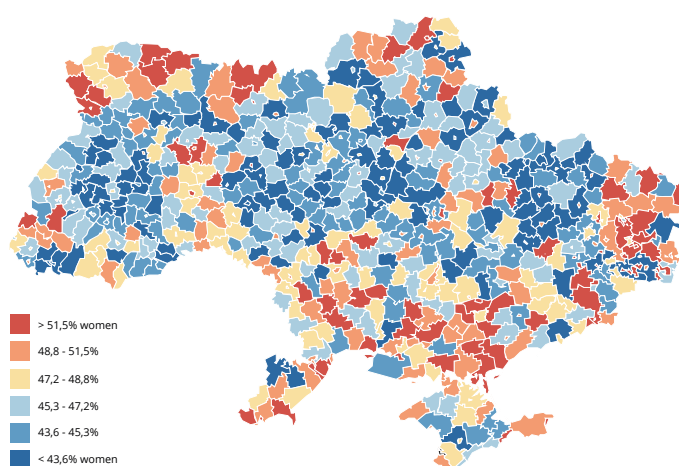 > 51,5% women
48,8 - 51,5%
47,2 - 48,8%
45,3 - 47,2%
43,6 - 45,3%
< 43,6% women